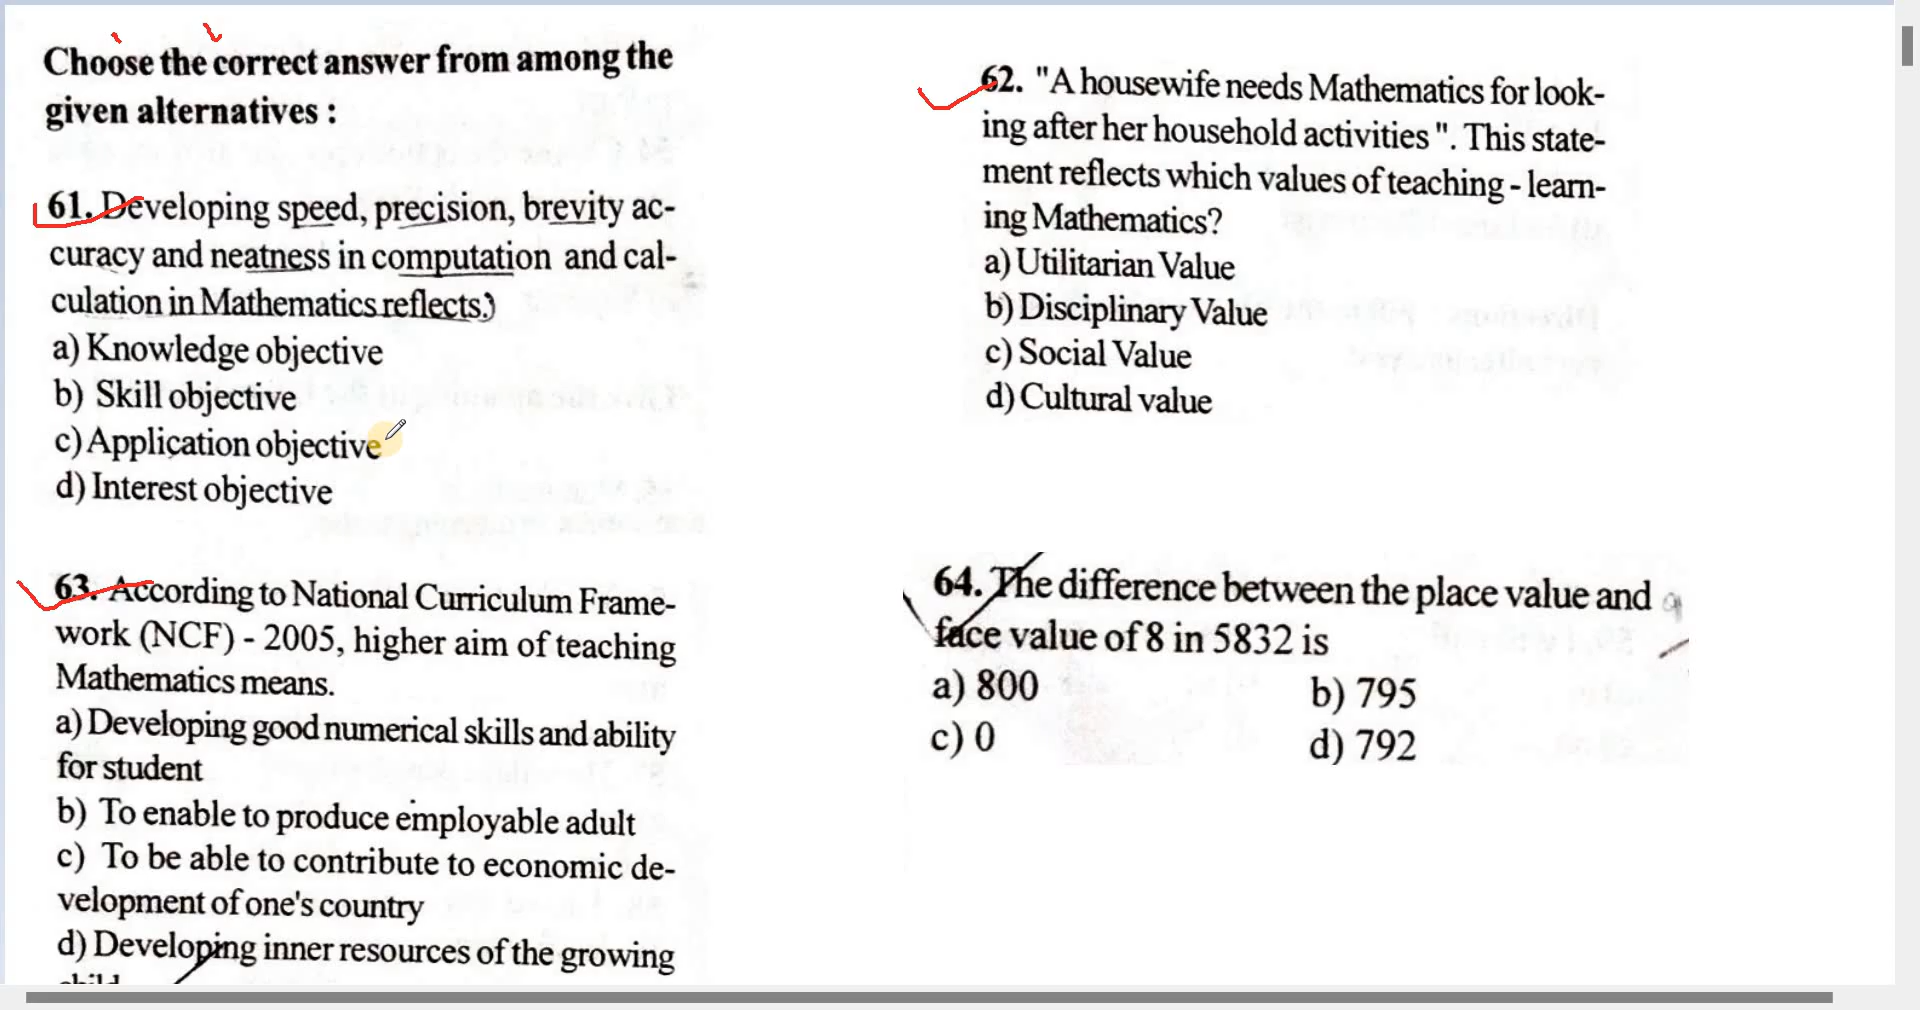 Choose the correct answer from among the
given alternatives :
61. Developing speed, precision, brevity ac-
curacy and neatness in computation and cal-
culation in Mathematics reflects.
a) Knowledge objective
b) Skill objective
c) Application objective
d) Interest objective
62. "A housewife needs Mathematics for look-
ing after her household activities ". This state-
ment reflects which values of teaching - learn-
ing Mathematics?
a) Utilitarian Value
b) Disciplinary Value
c) Social Value
d) Cultural value
63. According to National Curriculum Frame-
work (NCF) - 2005, higher aim of teaching
Mathematics means.
a) Developing good numerical skills and ability
for student
b) To enable to produce employable adult
c) To be able to contribute to economic de-
velopment of one's country
d) Developing inner resources of the growing
child
64. The difference between the place value and
face value of 8 in 5832 is
a) 800 b) 795
c) 0 d) 792